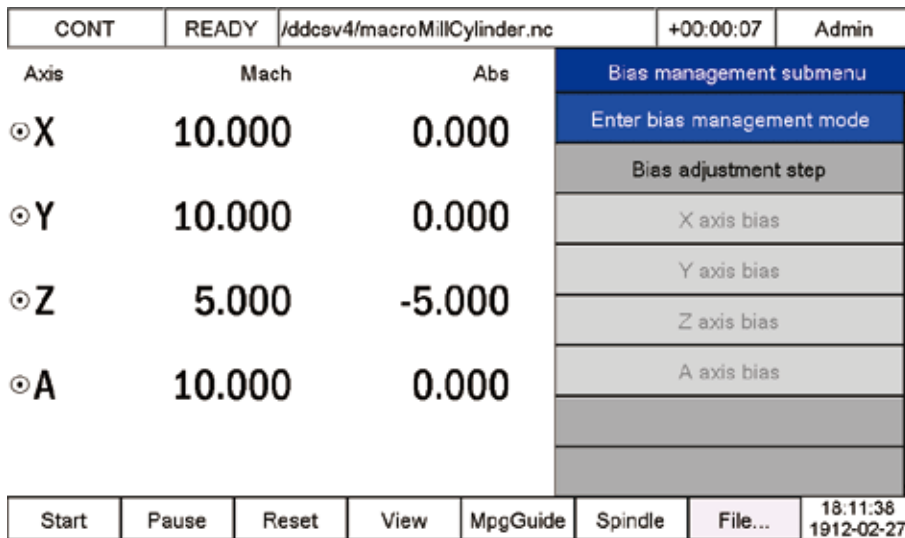 CONT READY /ddcsv4/macroMillCylinder.nc +00:00:07 Admin
Axis Mach Abs Bias management submenu
Enter bias management mode
X 10.000 0.000
Bias adjustment step
Y 10.000 0.000 X axis bias
Y axis bias
Z 5.000 -5.000
Z axis bias
A 10.000 0.000 A axis bias
Start Pause Reset View MpgGuide Spindle File... 18:11:38
1912-02-27